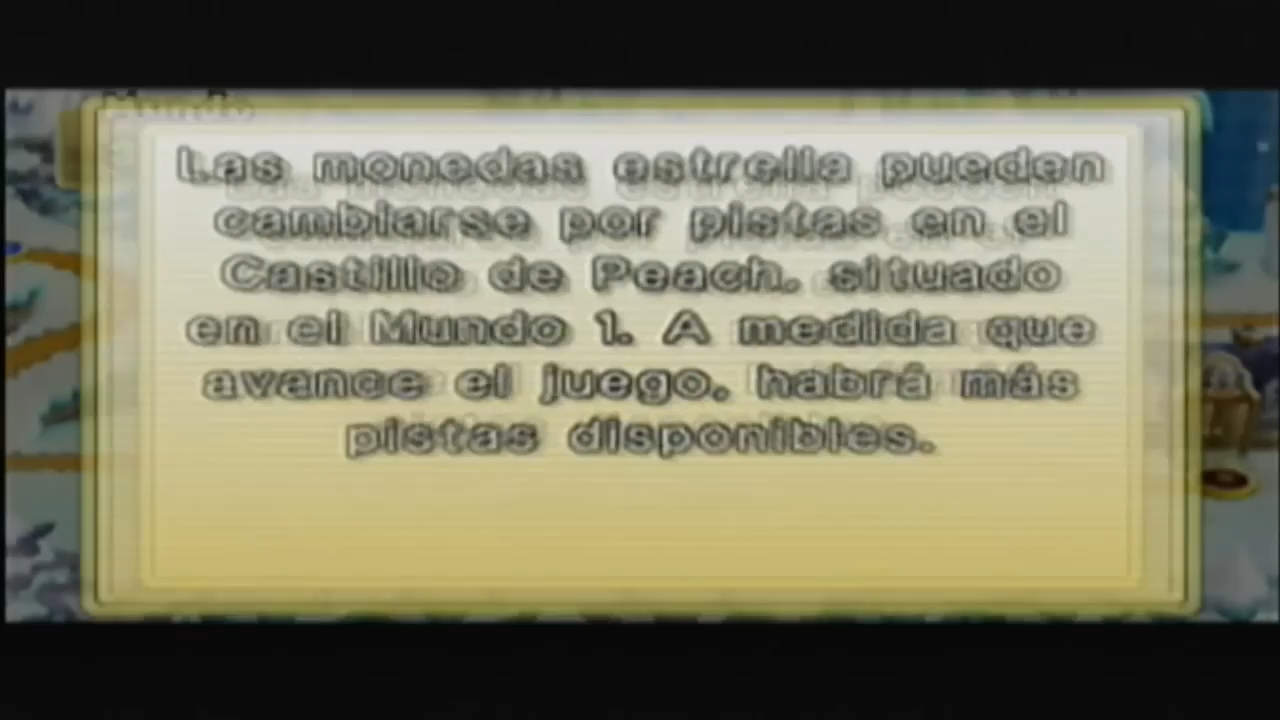 Las monedas estrella pueden
cambiarse por pistas en el
Castillo de Peach, situado
en el Mundo 1. A medida que
avance el juego, habrá más
pistas disponibles.